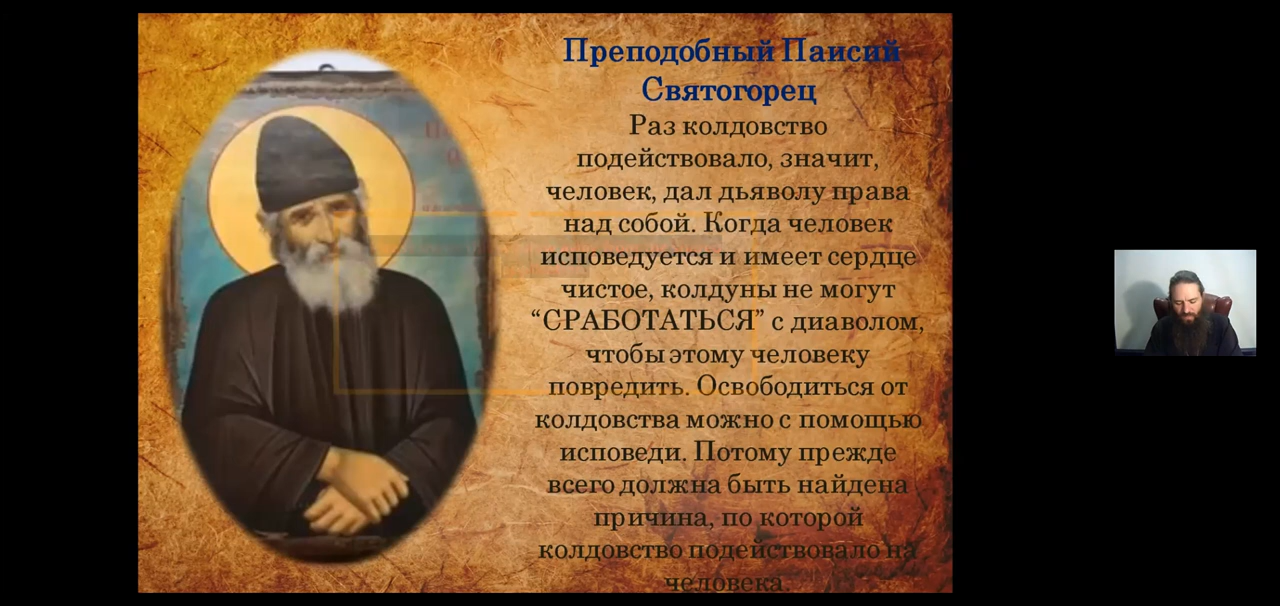 Преподобный Паисий
Святогорец
Раз колдовство
подействовало, значит,
человек, дал дьяволу права
над собой. Когда человек
исповедуется и имеет сердце
чистое, колдуны не могут
“СРАБОТАТЬСЯ” с диаволом,
чтобы этому человеку
повредить. Освободиться от
колдовства можно с помощью
исповеди. Потому прежде
всего должна быть найдена
причина, по которой
колдовство подействовало на
человека.